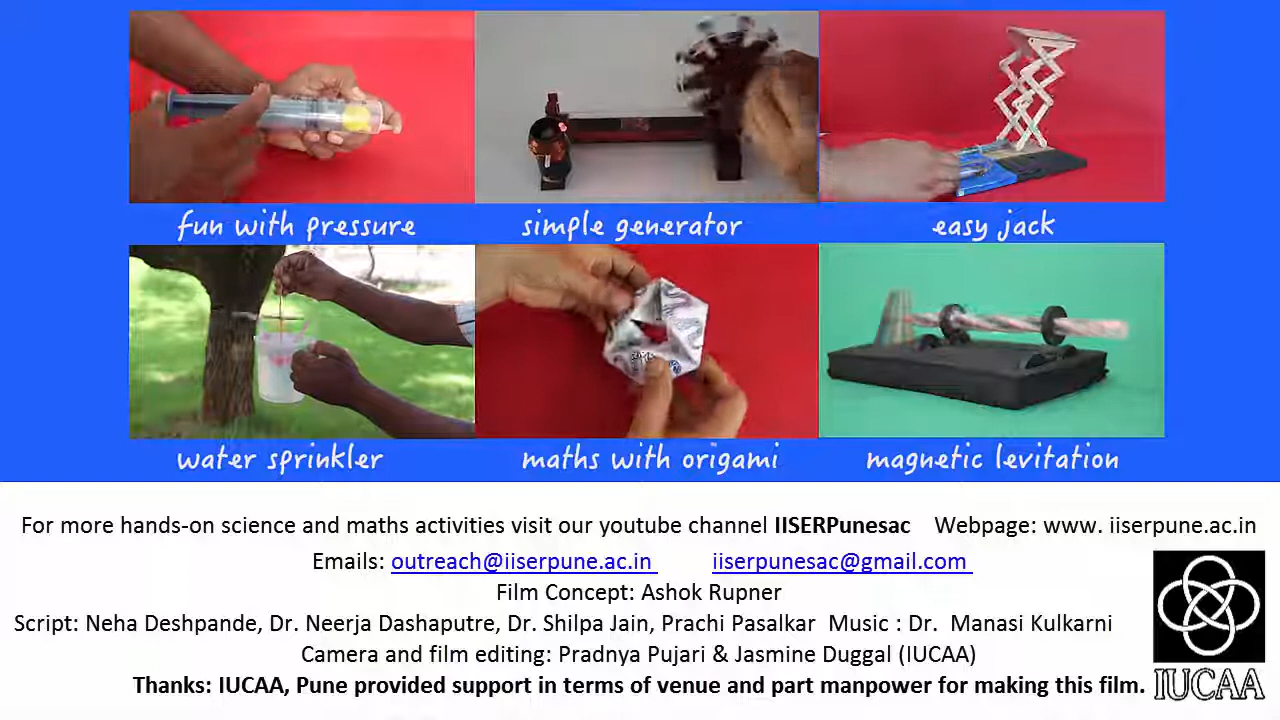 fun with pressure
simple generator
easy jack
water sprinkler
maths with origami
magnetic levitation
For more hands-on science and maths activities visit our youtube channel IISERPunesac Webpage: www. iiserpune.ac.in
Emails: outreach@iiserpune.ac.in iiserpunesac@gmail.com
Film Concept: Ashok Rupner
Script: Neha Deshpande, Dr. Neerja Dashaputre, Dr. Shilpa Jain, Prachi Pasalkar Music : Dr. Manasi Kulkarni
Camera and film editing: Pradnya Pujari & Jasmine Duggal (IUCAA)
Thanks: IUCAA, Pune provided support in terms of venue and part manpower for making this film.
IUCAA